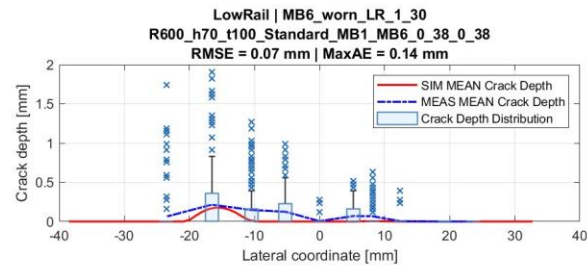 LowRail | MB6_worn_LR_1_30
R600_h70_t100_Standard_MB1_MB6_0_38_0_38
RMSE = 0.07 mm | MaxAE = 0.14 mm
2
1.5
1
0.5
0
Crack depth [mm]
SIM MEAN Crack Depth
MEAS MEAN Crack Depth
Crack Depth Distribution
-40 -30 -20 -10 0 10 20 30 40
Lateral coordinate [mm]